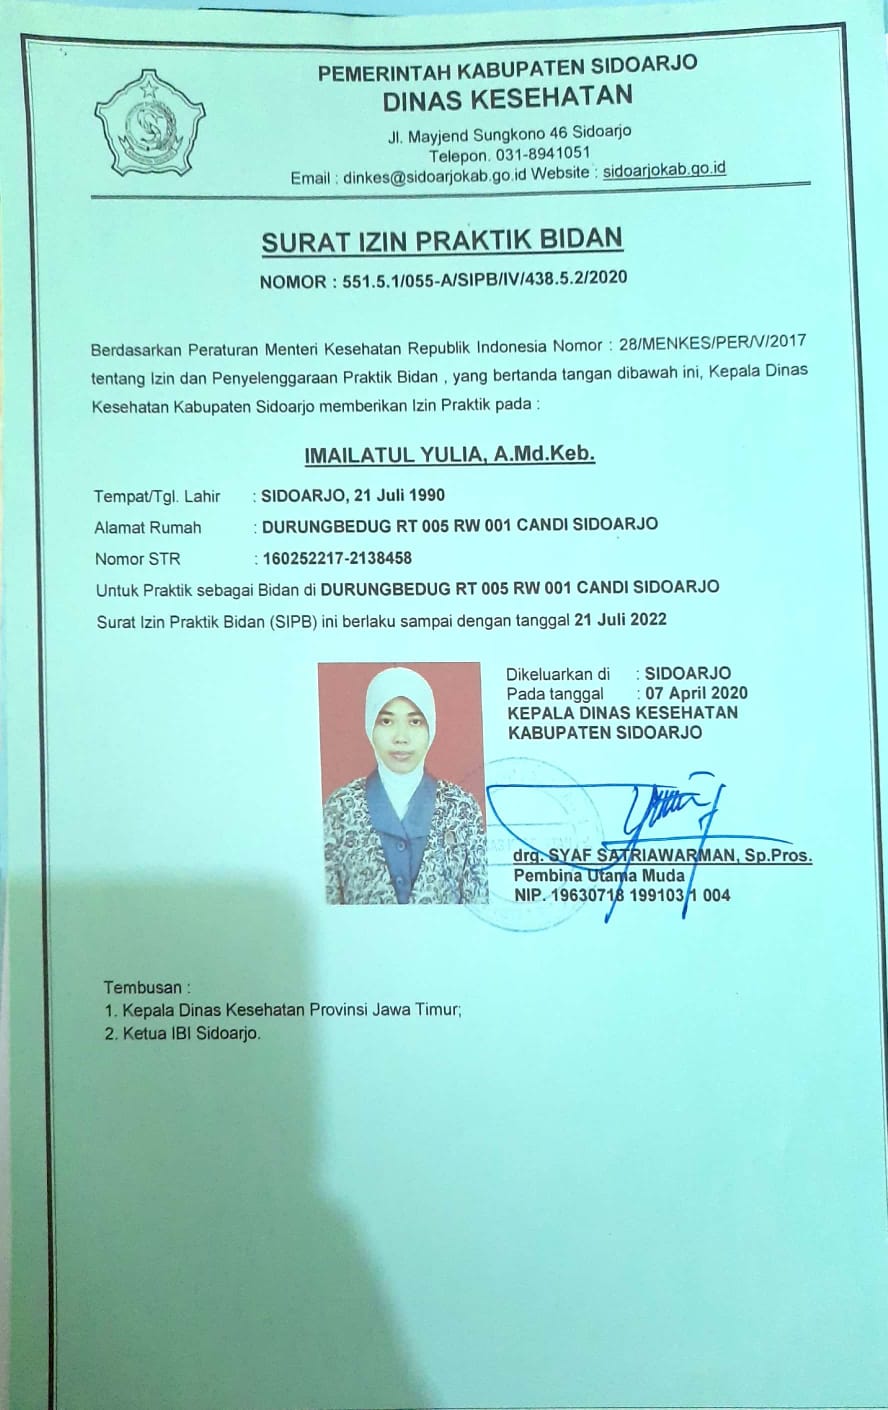 PEMERINTAH KABUPATEN SIDOARJO
DINAS KESEHATAN
Jl. Mayjend Sungkono 46 Sidoarjo
Telepon. 031-8941051
Email : dinkes@sidoarjokab.go.id Website : sidoarjokab.go.id
SURAT IZIN PRAKTIK BIDAN
NOMOR : 551.5.1/055-A/SIPB/IV/438.5.2/2020
Berdasarkan Peraturan Menteri Kesehatan Republik Indonesia Nomor : 28/MENKES/PER/V/2017
tentang Izin dan Penyelenggaraan Praktik Bidan , yang bertanda tangan dibawah ini, Kepala Dinas
Kesehatan Kabupaten Sidoarjo memberikan Izin Praktik pada :
IMAILATUL YULIA, A.Md.Keb.
Tempat/Tgl. Lahir : SIDOARJO, 21 Juli 1990
Alamat Rumah : DURUNGBEDUG RT 005 RW 001 CANDI SIDOARJO
Nomor STR : 160252217-2138458
Untuk Praktik sebagai Bidan di DURUNGBEDUG RT 005 RW 001 CANDI SIDOARJO
Surat Izin Praktik Bidan (SIPB) ini berlaku sampai dengan tanggal 21 Juli 2022
Dikeluarkan di : SIDOARJO
Pada tanggal : 07 April 2020
KEPALA DINAS KESEHATAN
KABUPATEN SIDOARJO
drg. SYAF SATRIAWARMAN, Sp.Pros.
Pembina Utama Muda
NIP. 19630718 199103 1 004
Tembusan :
1. Kepala Dinas Kesehatan Provinsi Jawa Timur;
2. Ketua IBI Sidoarjo.